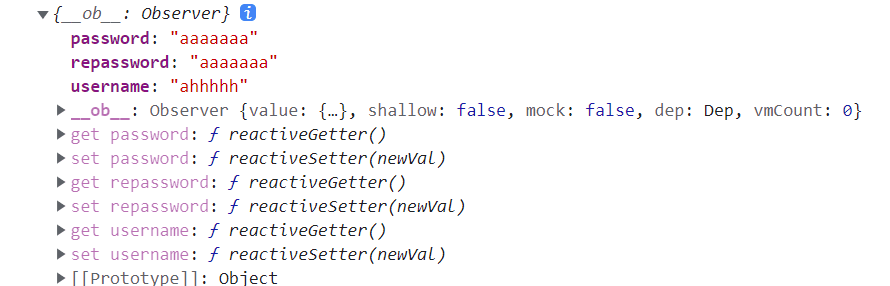 {__ob__: Observer} i
password: "aaaaaaa"
repassword: "aaaaaaa"
username: "ahhhhh"
__ob__: Observer {value: {…}, shallow: false, mock: false, dep: Dep, vmCount: 0}
get password: ƒ reactiveGetter()
set password: ƒ reactiveSetter(newVal)
get repassword: ƒ reactiveGetter()
set repassword: ƒ reactiveSetter(newVal)
get username: ƒ reactiveGetter()
set username: ƒ reactiveSetter(newVal)
[[Prototype]]: Object